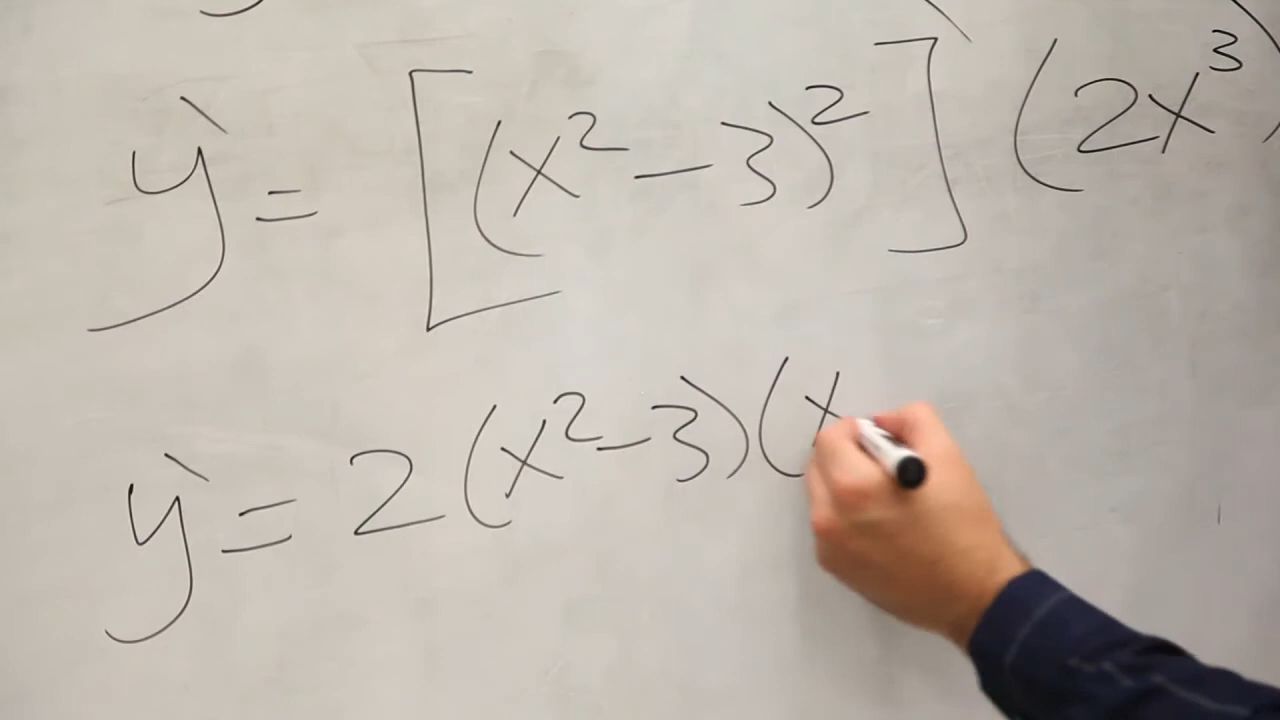 y` = [(x² - 3)²]` (2x³)
y` = 2(x² - 3)(x